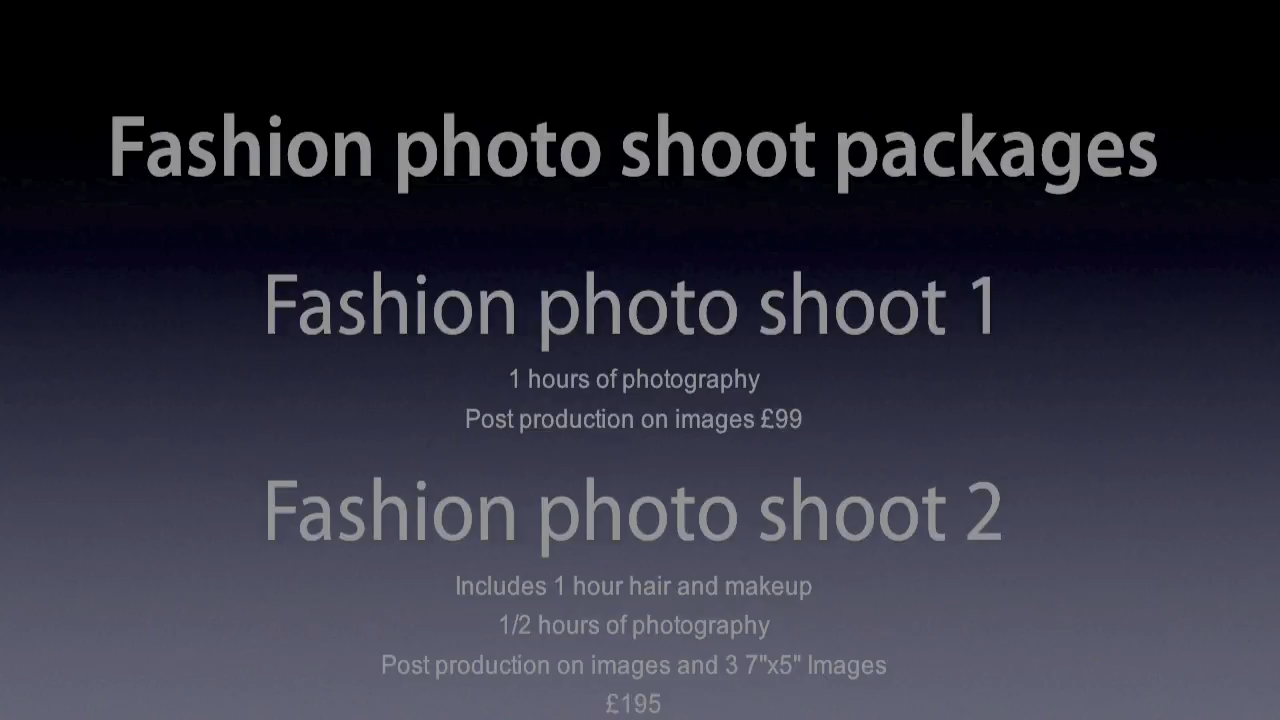 Fashion photo shoot packages
Fashion photo shoot 1
1 hours of photography
Post production on images £99
Fashion photo shoot 2
Includes 1 hour hair and makeup
1/2 hours of photography
Post production on images and 3 7"x5" Images
£195